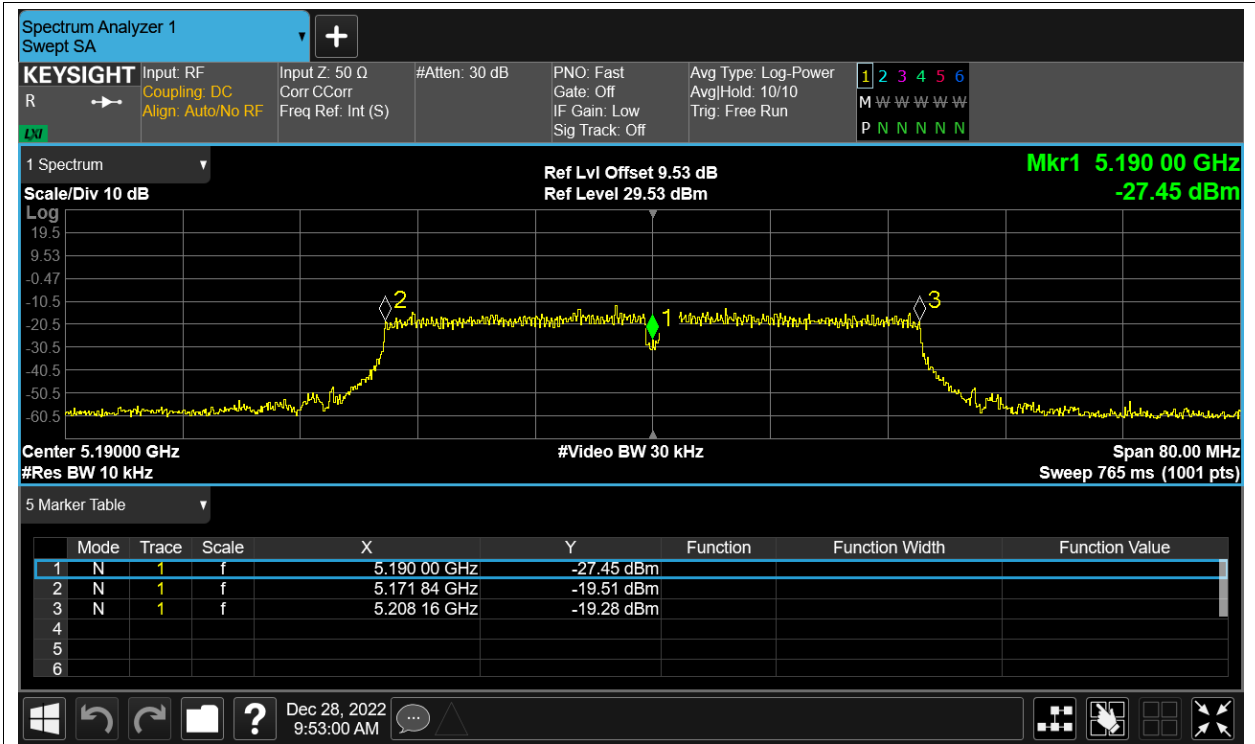 Spectrum Analyzer 1
Swept SA
+
KEYSIGHT
R
LXI
Input: RF
Coupling: DC
Align: Auto/No RF
Input Z: 50 Ω
Corr CCorr
Freq Ref: Int (S)
#Atten: 30 dB
PNO: Fast
Gate: Off
IF Gain: Low
Sig Track: Off
Avg Type: Log-Power
Avg|Hold: 10/10
Trig: Free Run
1 2 3 4 5 6
M W W W W W
P N N N N N
1 Spectrum
Scale/Div 10 dB
Ref Lvl Offset 9.53 dB
Ref Level 29.53 dBm
Mkr1 5.190 00 GHz
-27.45 dBm
Log
19.5
9.53
-0.47
-10.5
-20.5
-30.5
-40.5
-50.5
-60.5
2
1
3
Center 5.19000 GHz
#Res BW 10 kHz
#Video BW 30 kHz
Span 80.00 MHz
Sweep 765 ms (1001 pts)
5 Marker Table
Mode Trace Scale X Y Function Function Width Function Value
1 N 1 f 5.190 00 GHz -27.45 dBm
2 N 1 f 5.171 84 GHz -19.51 dBm
3 N 1 f 5.208 16 GHz -19.28 dBm
4
5
6
?
Dec 28, 2022
9:53:00 AM